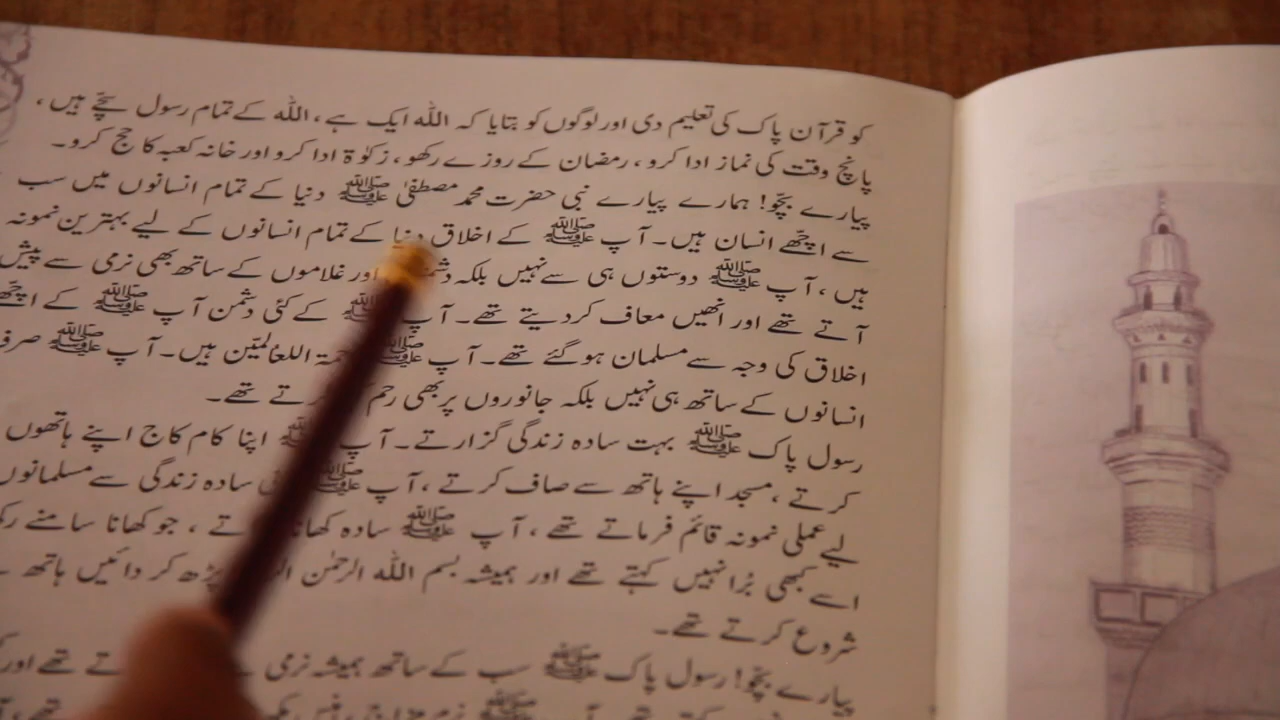 کو قرآن پاک کی تعلیم دی اور لوگوں کو بتایا کہ اللہ ایک ہے، اللہ کے تمام رسول سچّے ہیں،
پانچ وقت کی نماز ادا کرو، رمضان کے روزے رکھو، زکوٰۃ ادا کرو اور خانہ کعبہ کا حج کرو۔
پیارے بچّو! ہمارے پیارے نبی حضرت محمد مصطفیٰ ﷺ دنیا کے تمام انسانوں میں سب
سے اچھّے انسان ہیں۔ آپ ﷺ کے اخلاق دنیا کے تمام انسانوں کے لیے بہترین نمونہ
ہیں، آپ ﷺ دوستوں ہی سے نہیں بلکہ اور غلاموں کے ساتھ بھی نرمی سے پیش
آتے تھے اور انھیں معاف کر دیتے تھے۔ آپ ﷺ کے کئی دشمن آپ ﷺ کے
اخلاق کی وجہ سے مسلمان ہو گئے تھے۔ آپ ﷺ اللعالمین ہیں۔ آپ ﷺ صرف
انسانوں کے ساتھ ہی نہیں بلکہ جانوروں پر بھی رحم تھے۔
رسول پاک ﷺ بہت سادہ زندگی گزارتے۔ آپ ﷺ اپنا کام کاج اپنے ہاتھوں
کرتے، مسجد اپنے ہاتھ سے صاف کرتے، آپ ﷺ سادہ زندگی سے مسلمانوں
لیے عملی نمونہ قائم فرماتے تھے، آپ ﷺ سادہ کھانا، جو کھانا سامنے
اسے کبھی بُرا نہیں کہتے تھے اور ہمیشہ بسم اللہ الرحمٰن پڑھ کر دائیں ہاتھ
شروع کرتے تھے۔
پیارے بچّو! رسول پاک ﷺ سب کے ساتھ ہمیشہ نرمی تھے